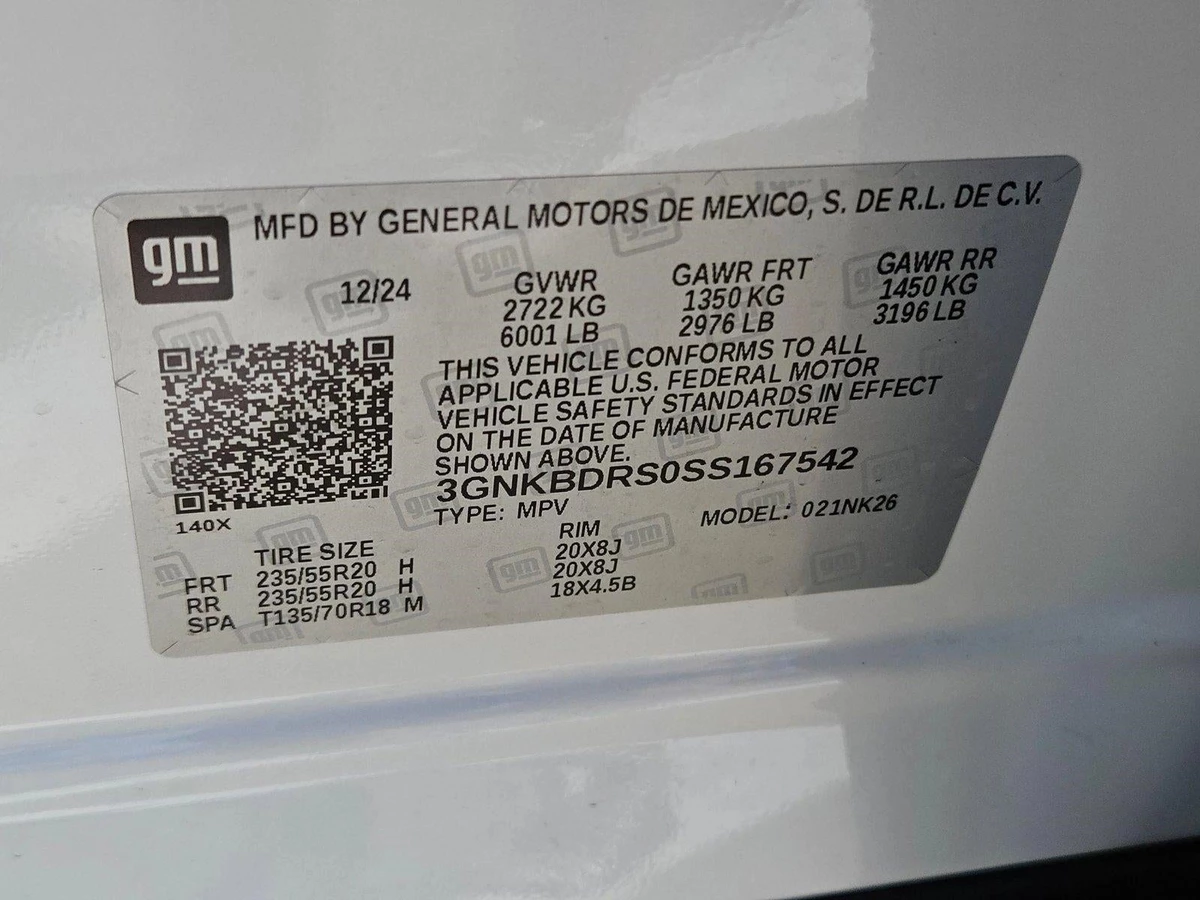 gm
MFD BY GENERAL MOTORS DE MEXICO, S. DE R.L. DE C.V.
12/24 GVWR GAWR FRT GAWR RR
2722 KG 1350 KG 1450 KG
6001 LB 2976 LB 3196 LB
THIS VEHICLE CONFORMS TO ALL
APPLICABLE U.S. FEDERAL MOTOR
VEHICLE SAFETY STANDARDS IN EFFECT
ON THE DATE OF MANUFACTURE
SHOWN ABOVE.
3GNKBDRS0SS167542
140X TYPE: MPV MODEL: 021NK26
TIRE SIZE RIM
FRT 235/55R20 H 20X8J
RR 235/55R20 H 20X8J
SPA T135/70R18 M 18X4.5B